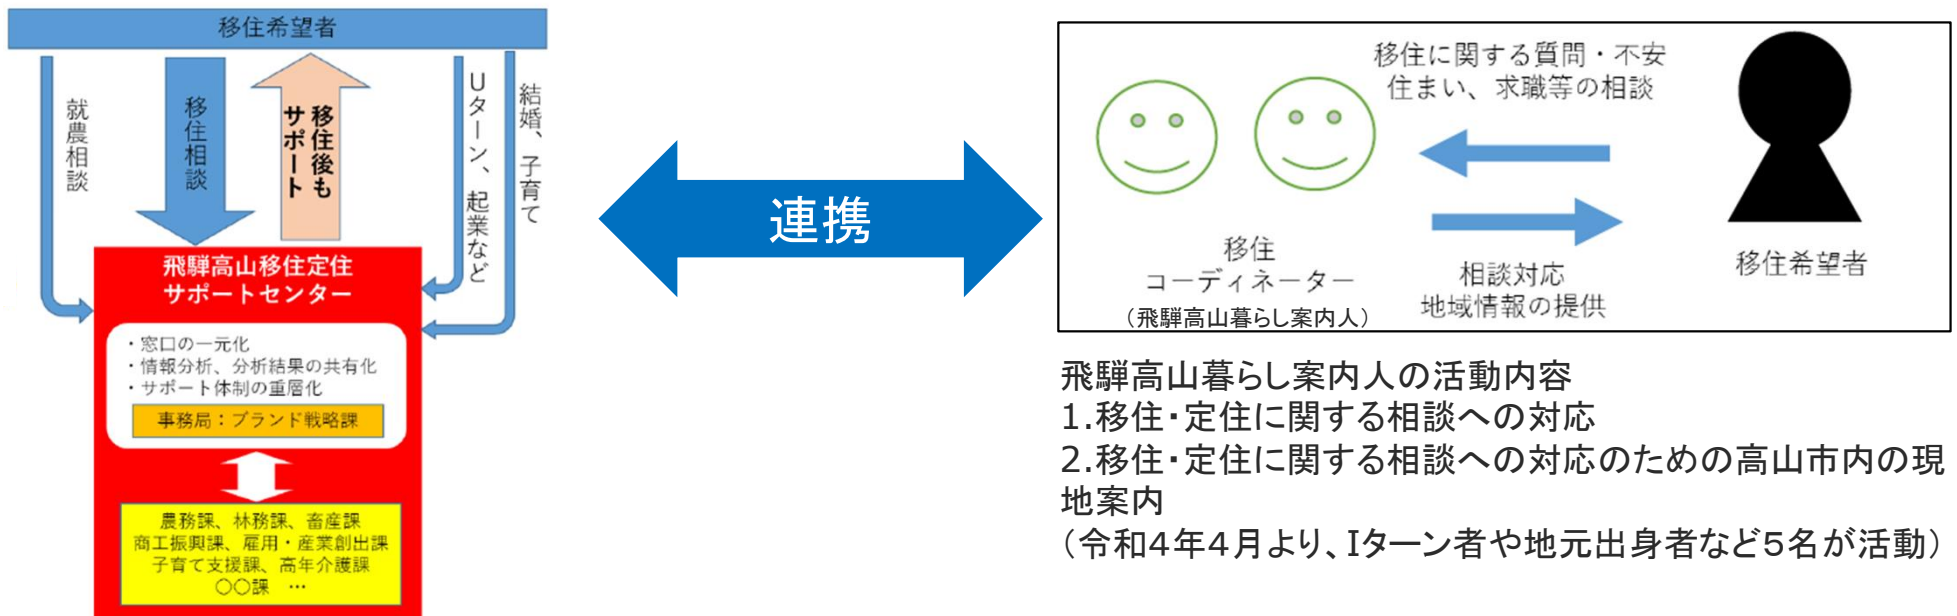 移住希望者
就農相談
移住相談
移住後も
サポート
Uターン、起業など
結婚、子育て
飛騨高山移住定住
サポートセンター
・窓口の一元化
・情報分析、分析結果の共有化
・サポート体制の重層化
事務局：ブランド戦略課
農務課、林務課、畜産課
商工振興課、雇用・産業創出課
子育て支援課、高年介護課
○○課 …
連携
移住に関する質問・不安
住まい、求職等の相談
移住
コーディネーター
（飛騨高山暮らし案内人）
相談対応
地域情報の提供
移住希望者
飛騨高山暮らし案内人の活動内容
1.移住・定住に関する相談への対応
2.移住・定住に関する相談への対応のための高山市内の現
地案内
（令和4年4月より、Iターン者や地元出身者など5名が活動）